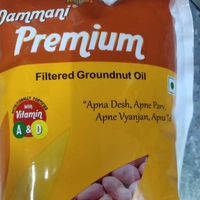 Dammani
Premium
Filtered Groundnut Oil
With
Vitamin
A & D
"Apna Desh, Apne Parv,
Apne Vyanjan, Apna